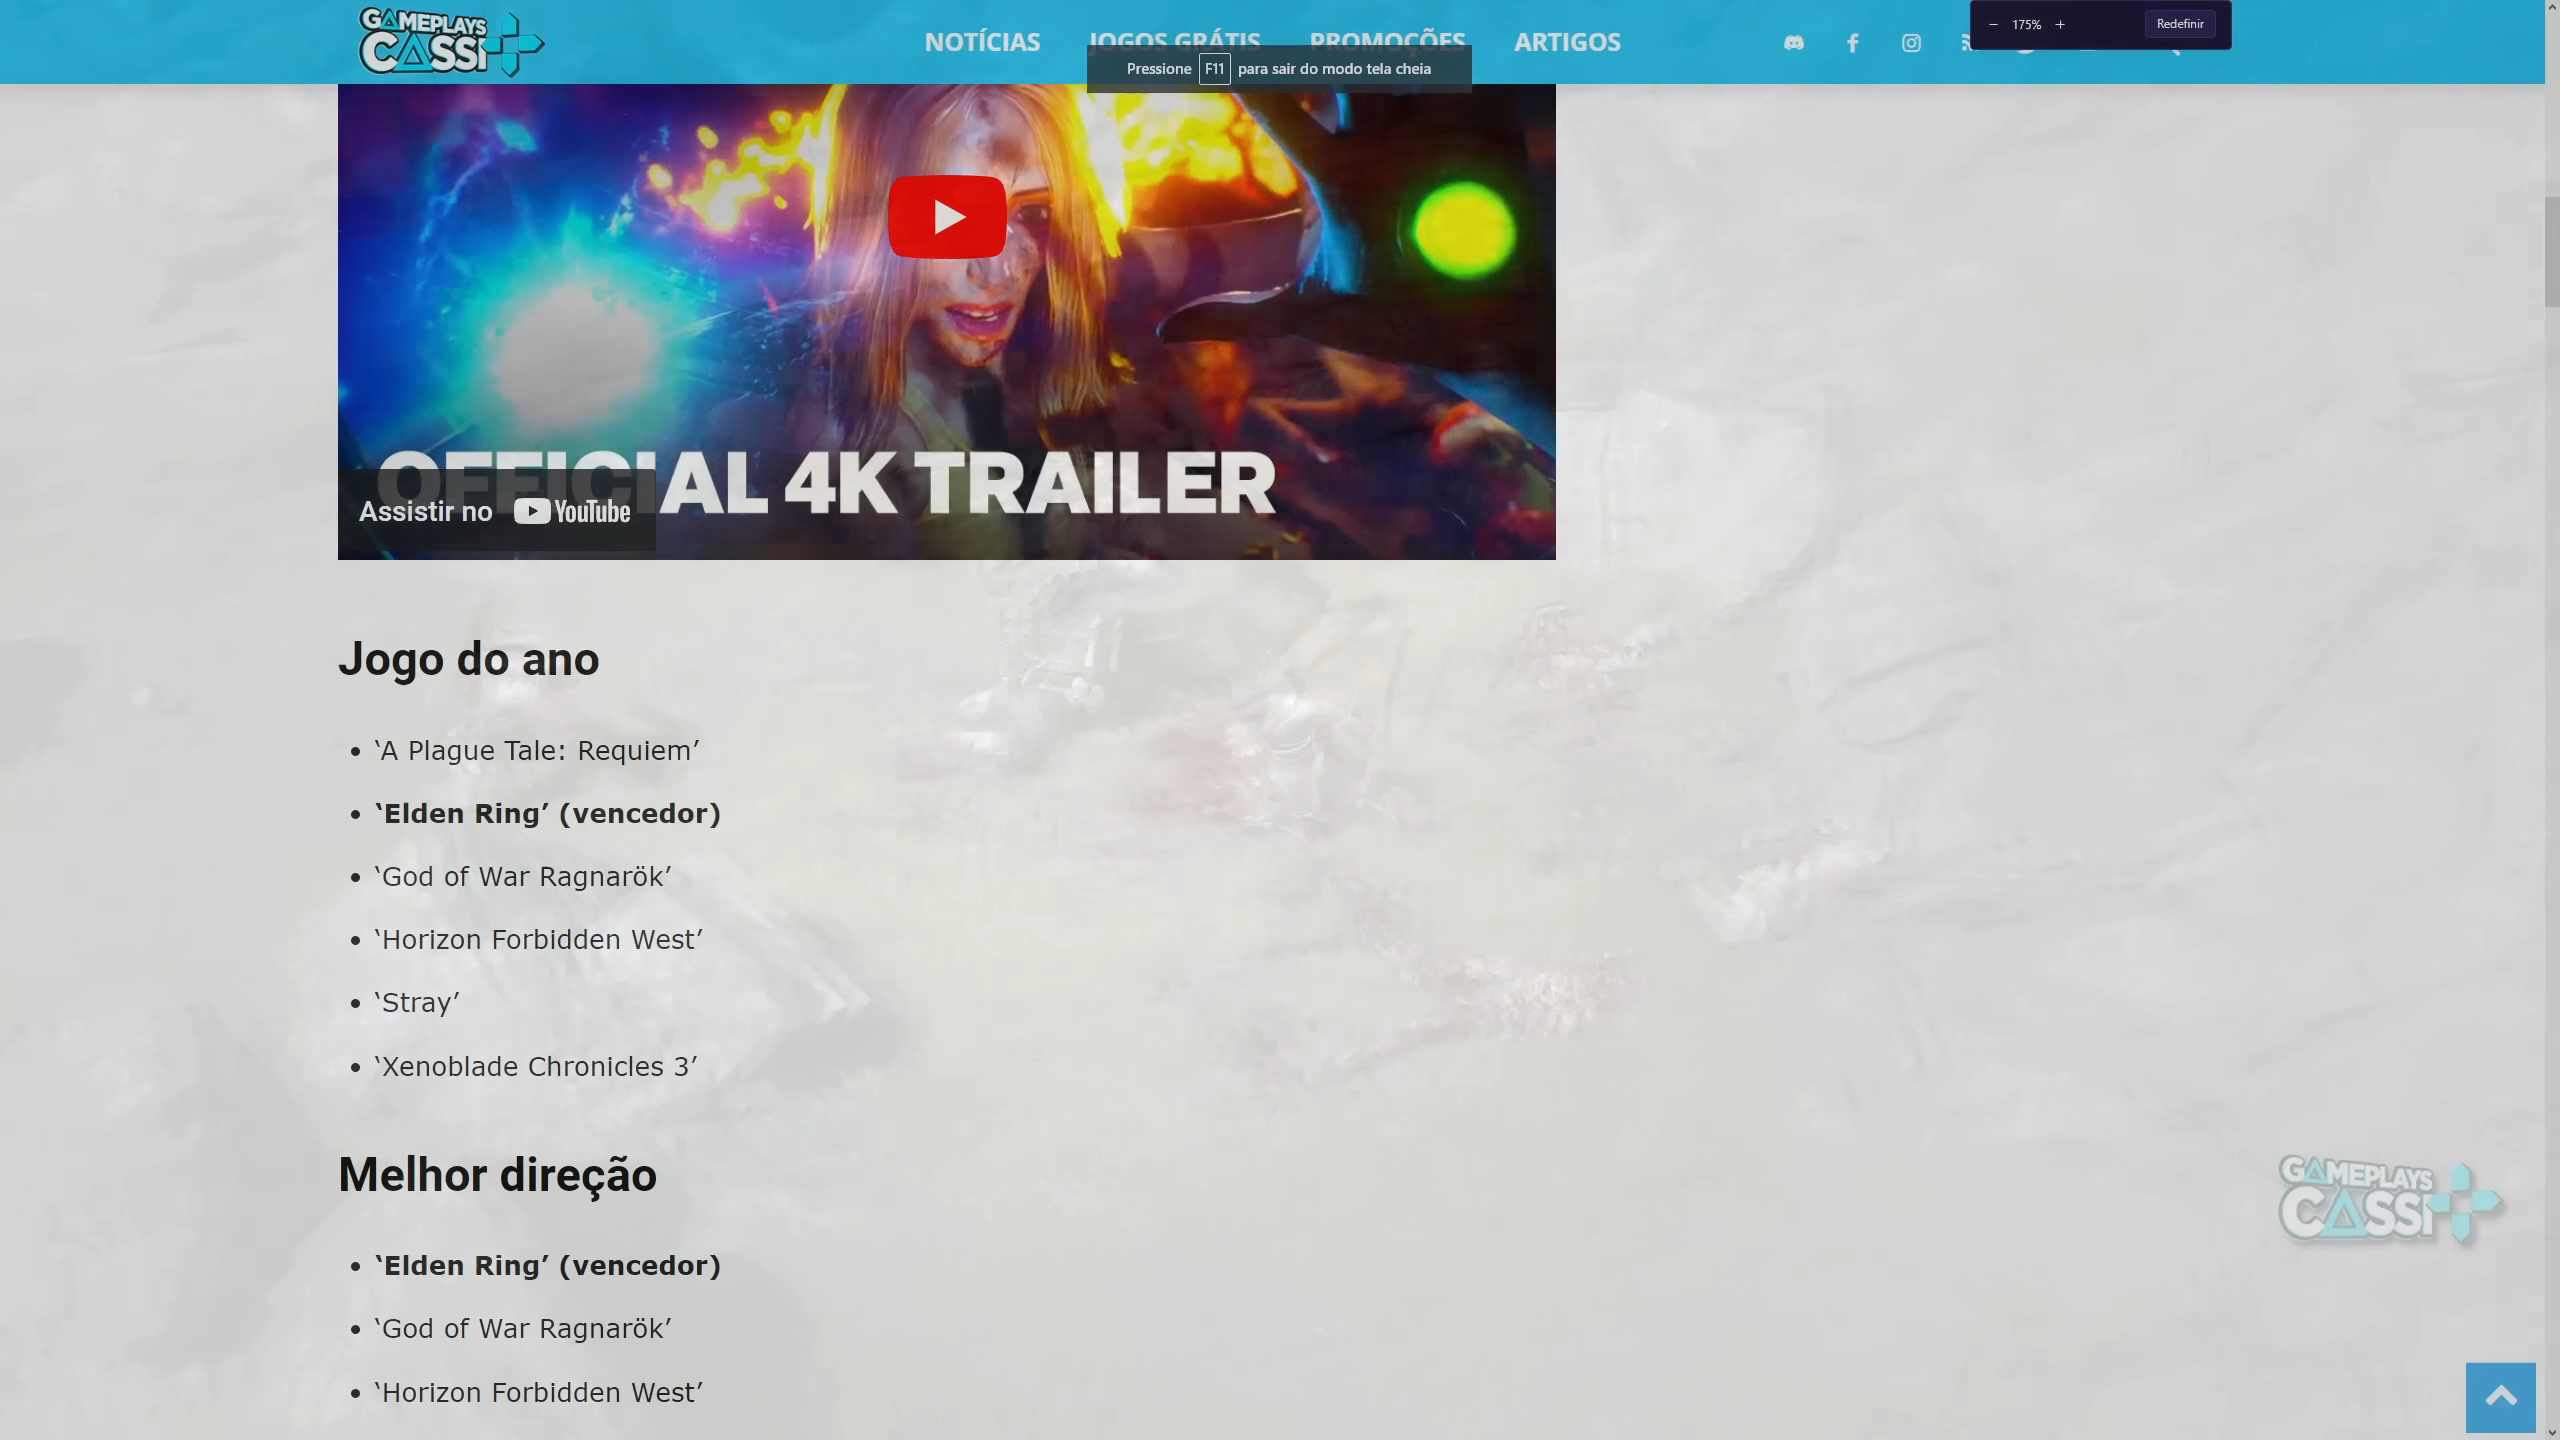 GAMEPLAYS
CASSI
NOTÍCIAS
JOGOS GRÁTIS
PROMOÇÕES
ARTIGOS
175%
Redefinir
Pressione F11 para sair do modo tela cheia
OFFICIAL 4K TRAILER
Assistir no YouTube
Jogo do ano
‘A Plague Tale: Requiem’
‘Elden Ring’ (vencedor)
‘God of War Ragnarök’
‘Horizon Forbidden West’
‘Stray’
‘Xenoblade Chronicles 3’
Melhor direção
‘Elden Ring’ (vencedor)
‘God of War Ragnarök’
‘Horizon Forbidden West’
GAMEPLAYS
CASSI